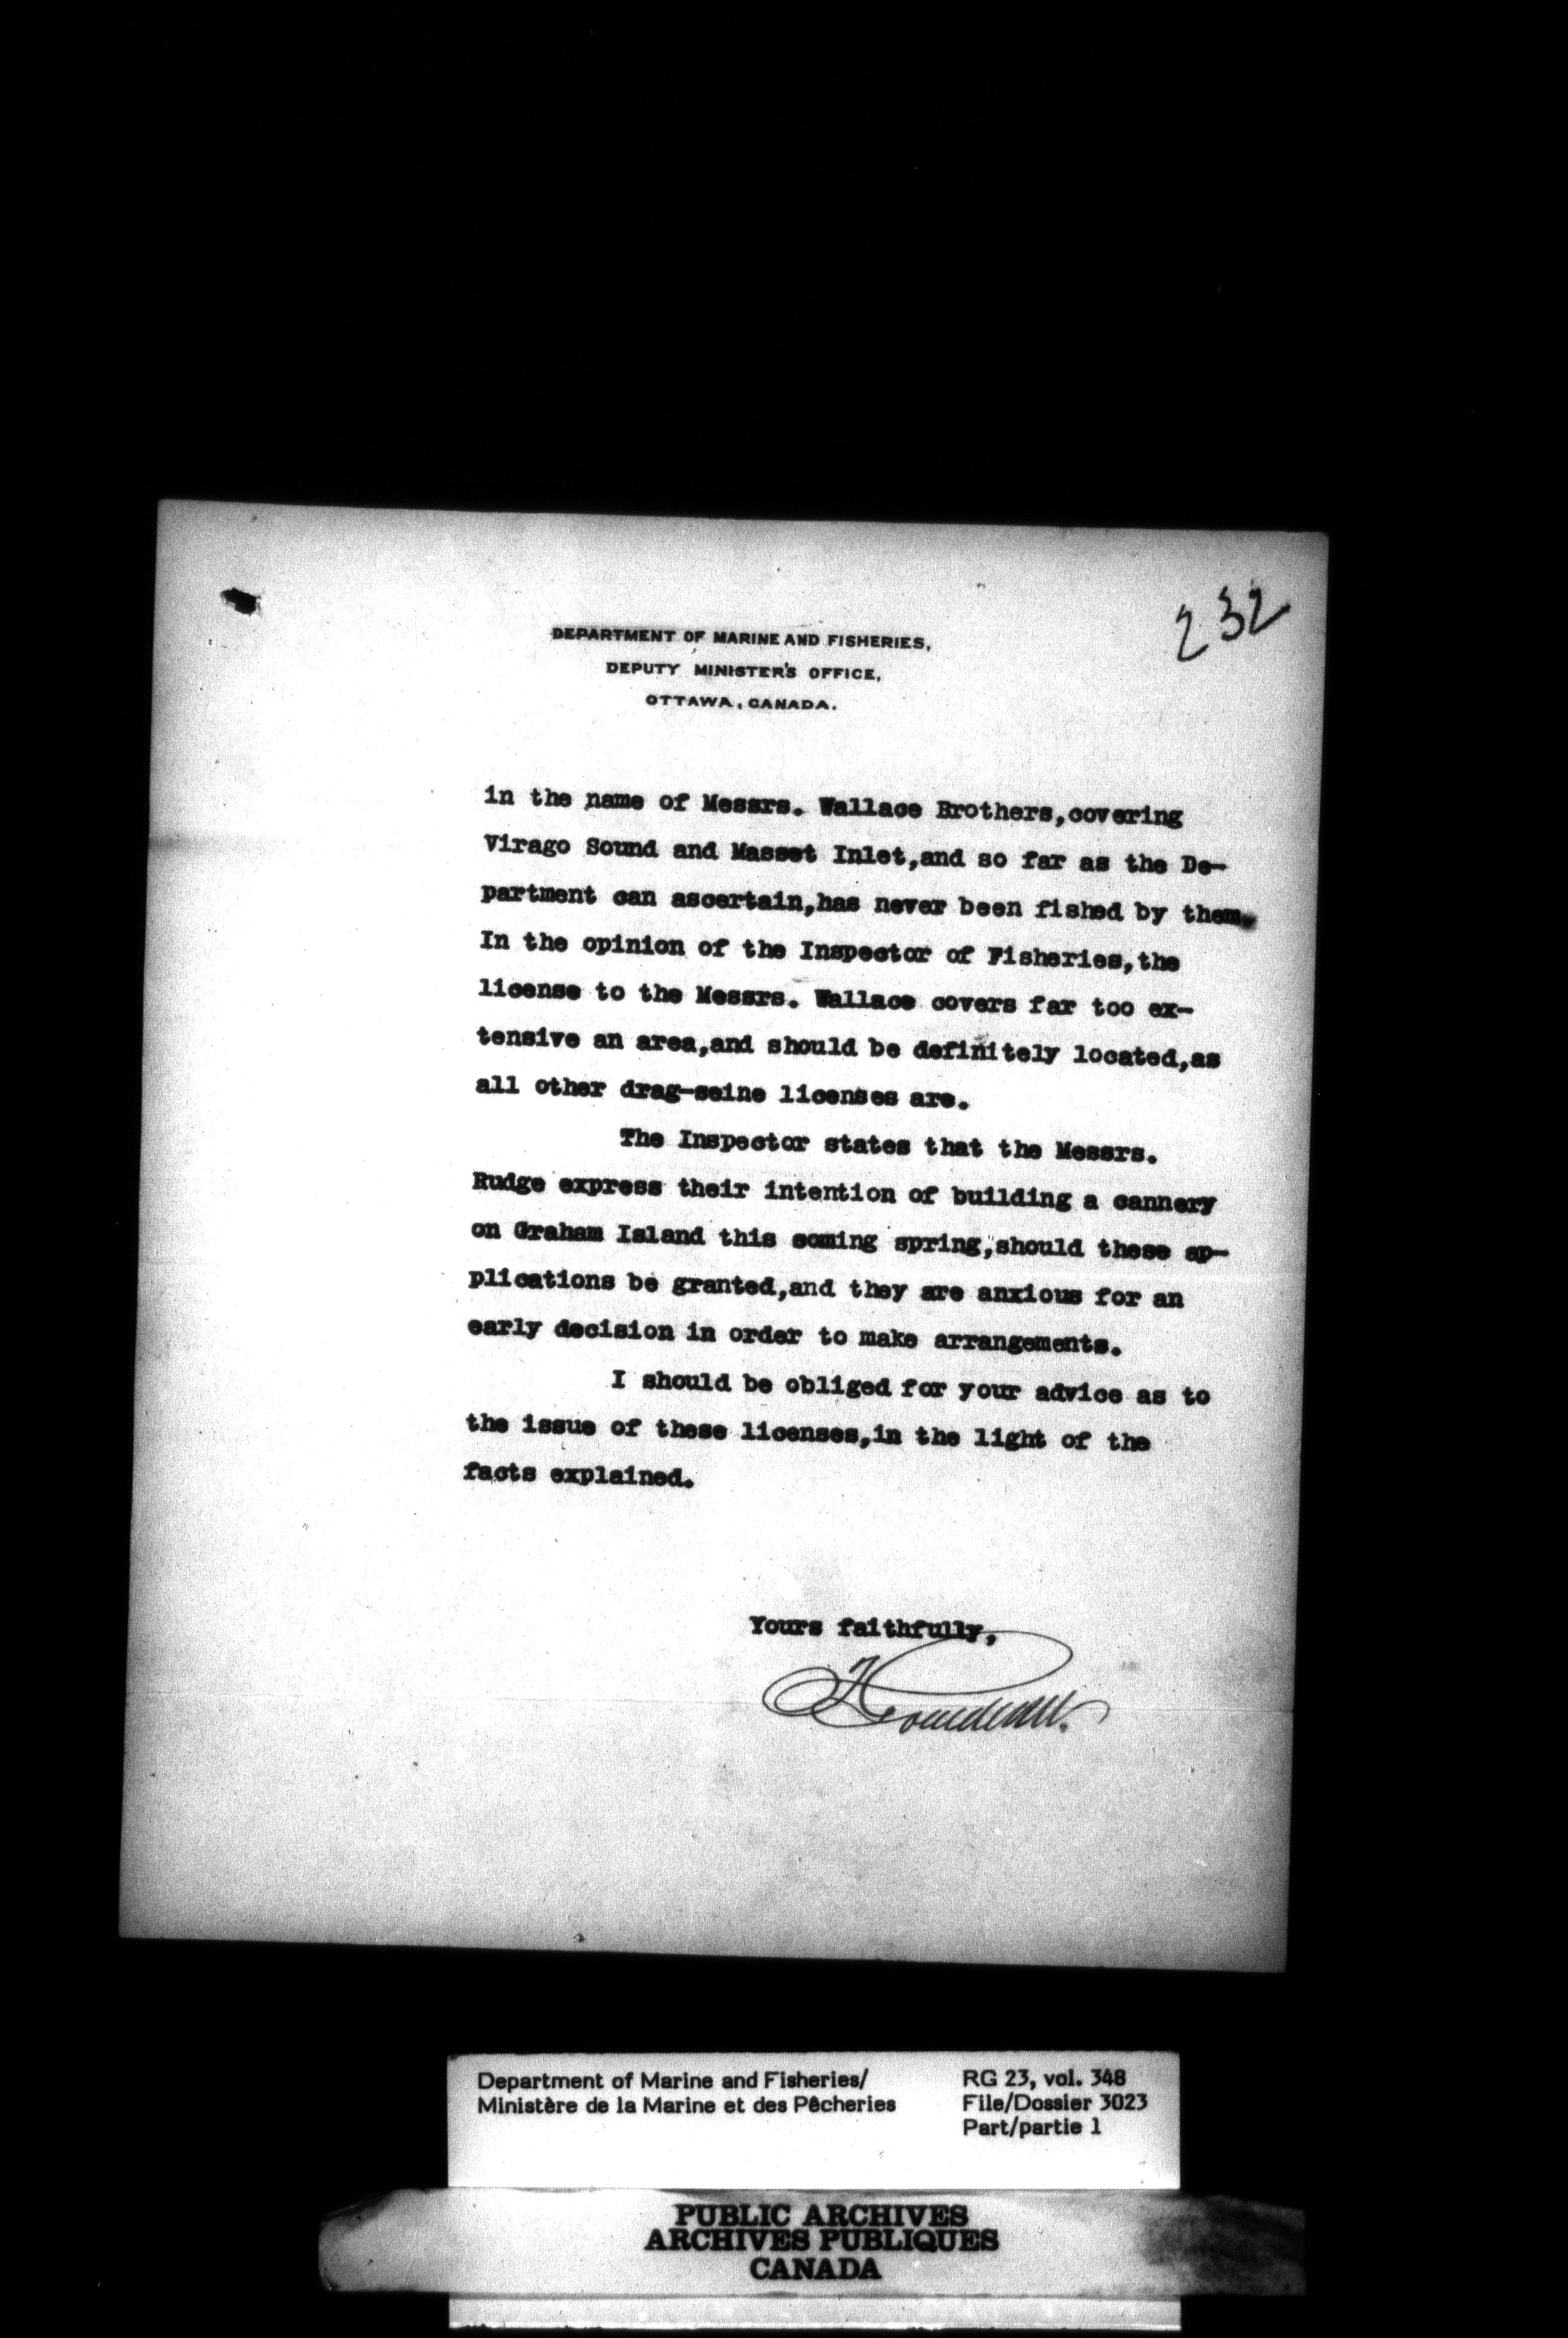 232
DEPARTMENT OF MARINE AND FISHERIES,
DEPUTY MINISTER'S OFFICE,
OTTAWA, CANADA.
in the name of Messrs. Wallace Brothers,covering
Virago Sound and Masset Inlet,and so far as the De-
partment can ascertain,has never been fished by them.
In the opinion of the Inspector of Fisheries,the
license to the Messrs. Wallace covers far too ex-
tensive an area,and should be definitely located,as
all other drag-seine licenses are.
The Inspector states that the Messrs.
Rudge express their intention of building a cannery
on Graham Island this coming spring,should these ap-
plications be granted,and they are anxious for an
early decision in order to make arrangements.
I should be obliged for your advice as to
the issue of these licenses,in the light of the
facts explained.
Yours faithfully,
Department of Marine and Fisheries/
Ministère de la Marine et des Pêcheries
RG 23, vol. 348
File/Dossier 3023
Part/partie 1
PUBLIC ARCHIVES
ARCHIVES PUBLIQUES
CANADA